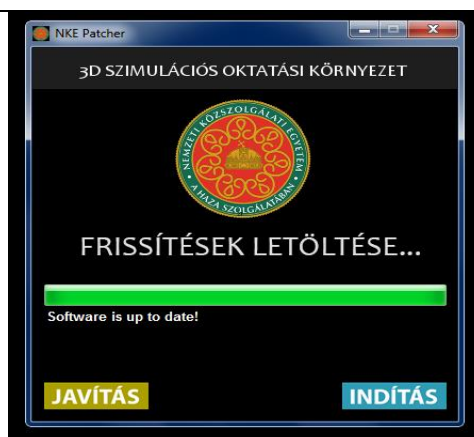 NKE Patcher
3D SZIMULÁCIÓS OKTATÁSI KÖRNYEZET
NEMZETI KÖZSZOLGÁLATI EGYETEM
• A HAZA SZOLGÁLATÁBAN •
FRISSÍTÉSEK LETÖLTÉSE...
Software is up to date!
JAVÍTÁS
INDÍTÁS